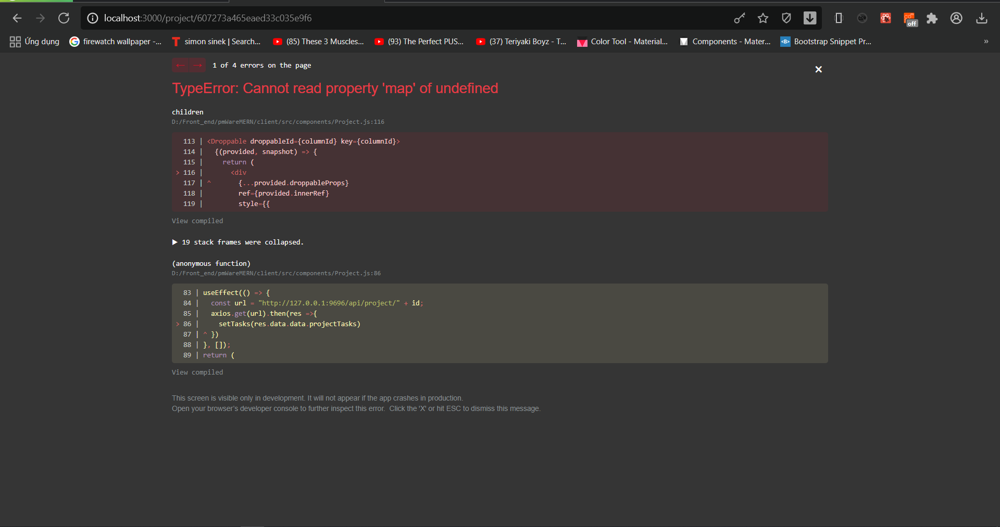 localhost:3000/project/607273a465eaed33c035e9f6
off
Ứng dụng firewatch wallpaper -... simon sinek | Search... (85) These 3 Muscles... (93) The Perfect PUS... (37) Teriyaki Boyz - T... Color Tool - Material... Components - Mater... <B> Bootstrap Snippet Pr... »
← → 1 of 4 errors on the page ×
TypeError: Cannot read property 'map' of undefined
children
D:/Front_end/pmWareMERN/client/src/components/Project.js:116
113 | <Droppable droppableId={columnId} key={columnId}>
114 | {(provided, snapshot) => {
115 | return (
> 116 | <div
117 | ^ {...provided.droppableProps}
118 | ref={provided.innerRef}
119 | style={{
View compiled
▶ 19 stack frames were collapsed.
(anonymous function)
D:/Front_end/pmWareMERN/client/src/components/Project.js:86
83 | useEffect(() => {
84 | const url = "http://127.0.0.1:9696/api/project/" + id;
85 | axios.get(url).then(res =>{
> 86 | setTasks(res.data.data.projectTasks)
87 | ^ })
88 | }, []);
89 | return (
View compiled
This screen is visible only in development. It will not appear if the app crashes in production.
Open your browser's developer console to further inspect this error. Click the 'X' or hit ESC to dismiss this message.